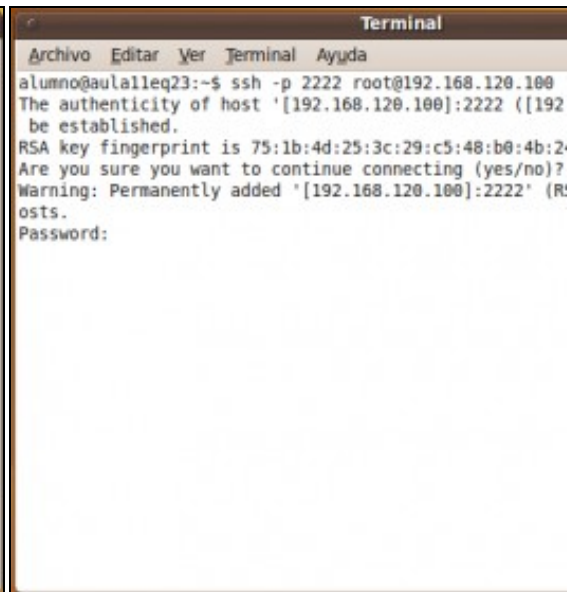 Terminal
Archivo Editar Ver Terminal Ayuda
alumno@aula11eq23:~$ ssh -p 2222 root@192.168.120.100
The authenticity of host '[192.168.120.100]:2222 ([192
be established.
RSA key fingerprint is 75:1b:4d:25:3c:29:c5:48:b0:4b:24
Are you sure you want to continue connecting (yes/no)?
Warning: Permanently added '[192.168.120.100]:2222' (RS
osts.
Password: